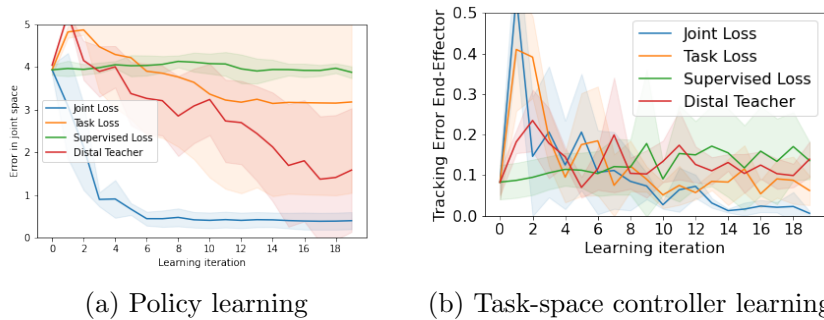 5
4
3
2
1
0
Error in joint space
Joint Loss
Task Loss
Supervised Loss
Distal Teacher
0 2 4 6 8 10 12 14 16 18
Learning iteration
(a) Policy learning
0.5
0.4
0.3
0.2
0.1
0.0
Tracking Error End-Effector
Joint Loss
Task Loss
Supervised Loss
Distal Teacher
0 2 4 6 8 10 12 14 16 18
Learning iteration
(b) Task-space controller learning